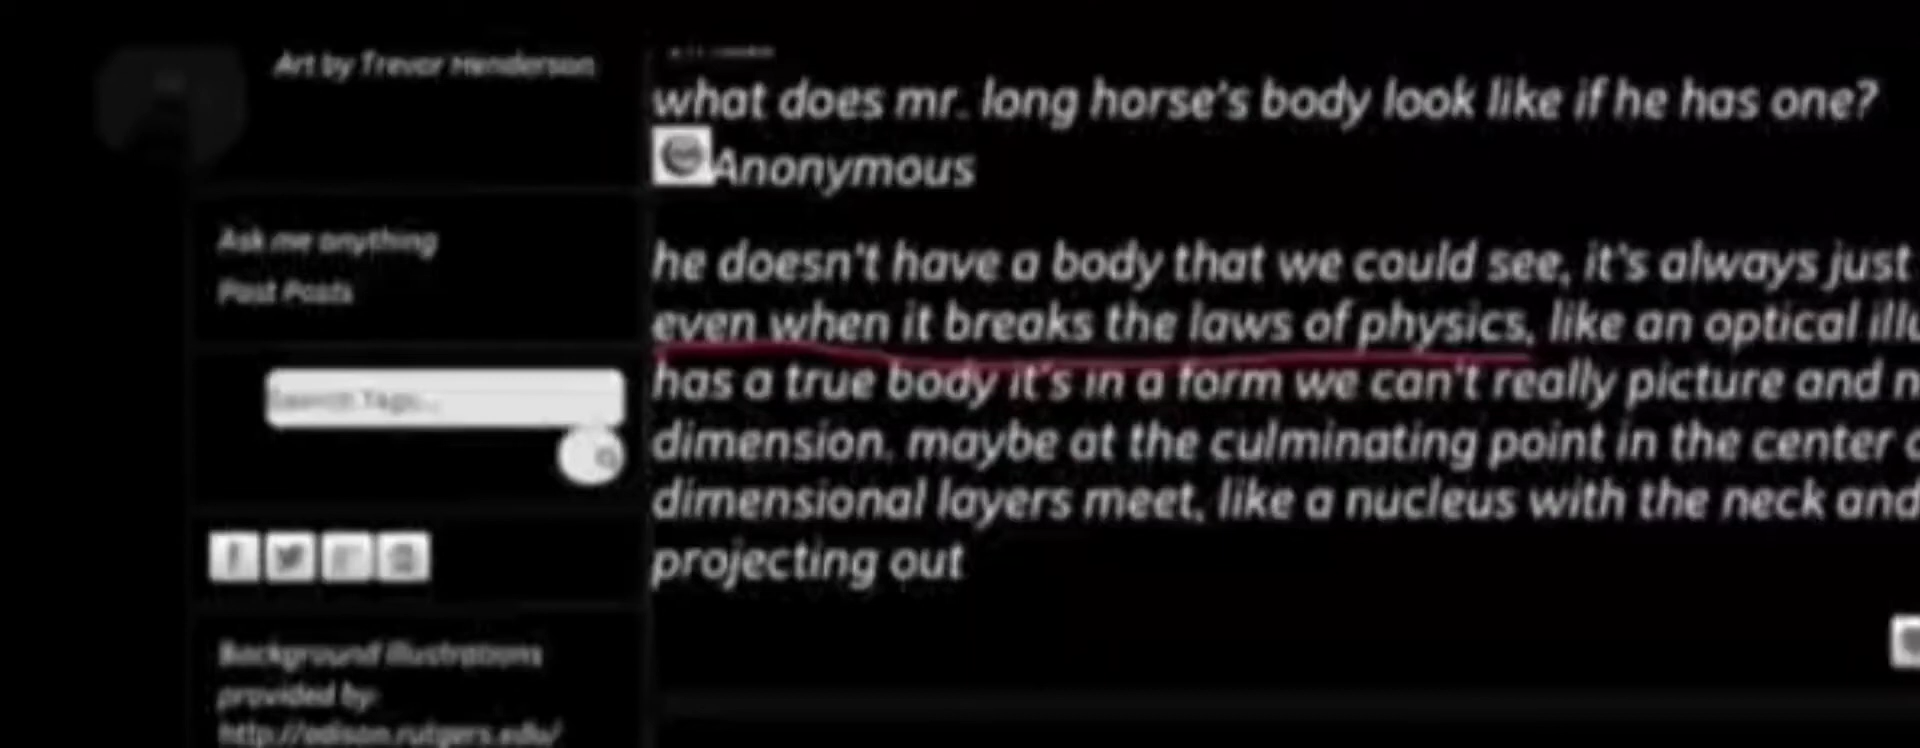 Art by Trevor Henderson
what does mr. long horse's body look like if he has one?
Anonymous
Ask me anything
Past Posts
he doesn't have a body that we could see, it's always just
even when it breaks the laws of physics, like an optical illu
has a true body it's in a form we can't really picture and n
dimension. maybe at the culminating point in the center o
dimensional layers meet, like a nucleus with the neck and
projecting out
Search Tags...
Background Illustrations
provided by:
http://edison.rutgers.edu/